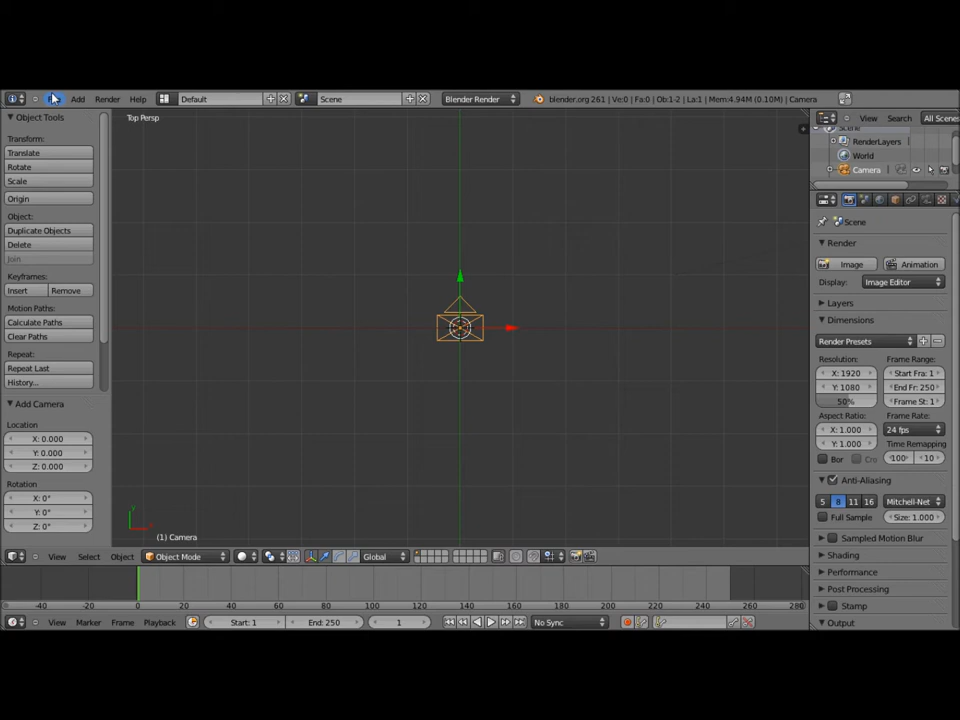 Add Render Help Default Scene Blender Render blender.org 261 | Ve:0 | Fa:0 | Ob:1-2 | La:1 | Mem:4.94M (0.10M) | Camera
Object Tools
Transform:
Translate
Rotate
Scale
Origin
Object:
Duplicate Objects
Delete
Join
Keyframes:
Insert Remove
Motion Paths:
Calculate Paths
Clear Paths
Repeat:
Repeat Last
History...
Add Camera
Location
X: 0.000
Y: 0.000
Z: 0.000
Rotation
X: 0°
Y: 0°
Z: 0°
Top Persp
(1) Camera
View Select Object Object Mode Global
-40 -20 0 20 40 60 80 100 120 140 160 180 200 220 240 260 280
View Marker Frame Playback Start: 1 End: 250 1 No Sync
View Search All Scenes
Scene
RenderLayers
World
Camera
Scene
Render
Image Animation
Display: Image Editor
Layers
Dimensions
Render Presets
Resolution: Frame Range:
X: 1920 Start Fra: 1
Y: 1080 End Fr: 250
50% Frame St: 1
Aspect Ratio: Frame Rate:
X: 1.000 24 fps
Y: 1.000 Time Remapping
Bor Cro 100 10
Anti-Aliasing
5 8 11 16 Mitchell-Net
Full Sample Size: 1.000
Sampled Motion Blur
Shading
Performance
Post Processing
Stamp
Output